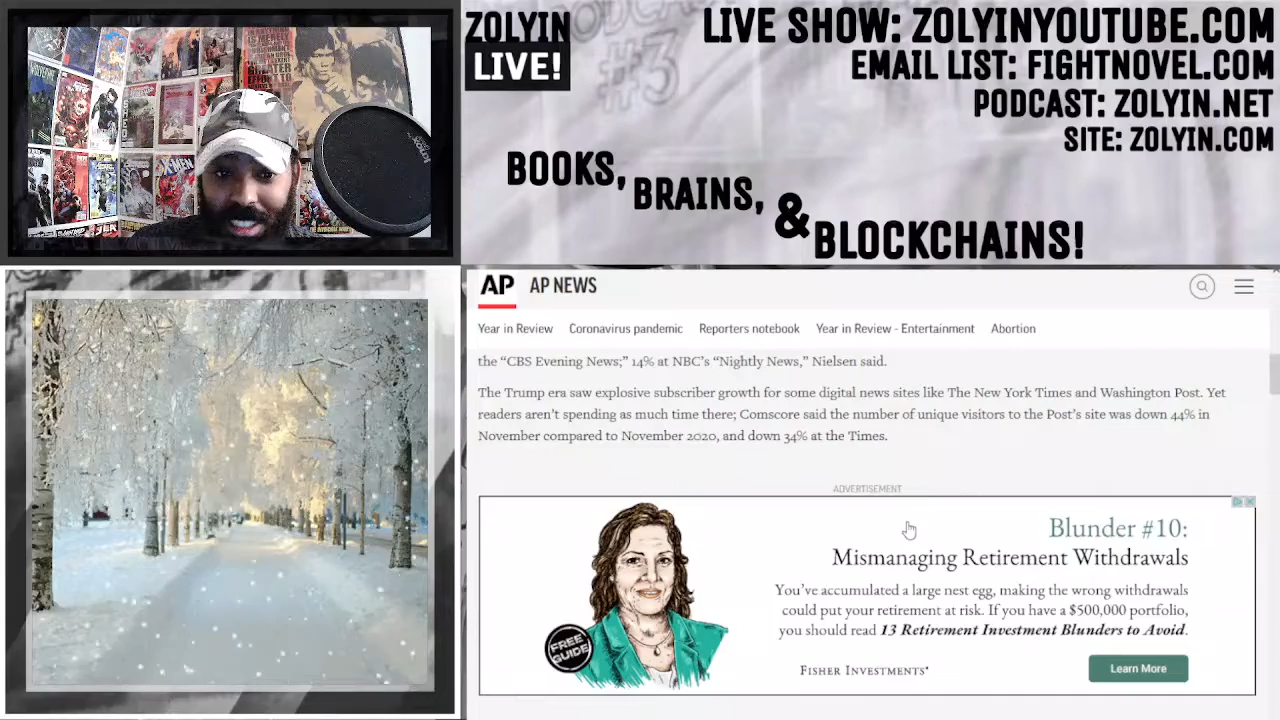 ZOLYIN
LIVE!
#3
LIVE SHOW: ZOLYINYOUTUBE.COM
EMAIL LIST: FIGHTNOVEL.COM
PODCAST: ZOLYIN.NET
SITE: ZOLYIN.COM
BOOKS, BRAINS, & BLOCKCHAINS!
WOLVERINE
X-MEN
AP AP NEWS
Year in Review Coronavirus pandemic Reporters notebook Year in Review - Entertainment Abortion
the “CBS Evening News;” 14% at NBC’s “Nightly News,” Nielsen said.
The Trump era saw explosive subscriber growth for some digital news sites like The New York Times and Washington Post. Yet
readers aren’t spending as much time there; Comscore said the number of unique visitors to the Post’s site was down 44% in
November compared to November 2020, and down 34% at the Times.
ADVERTISEMENT
Blunder #10:
Mismanaging Retirement Withdrawals
You’ve accumulated a large nest egg, making the wrong withdrawals
could put your retirement at risk. If you have a $500,000 portfolio,
you should read 13 Retirement Investment Blunders to Avoid.
FREE
GUIDE
FISHER INVESTMENTS
Learn More